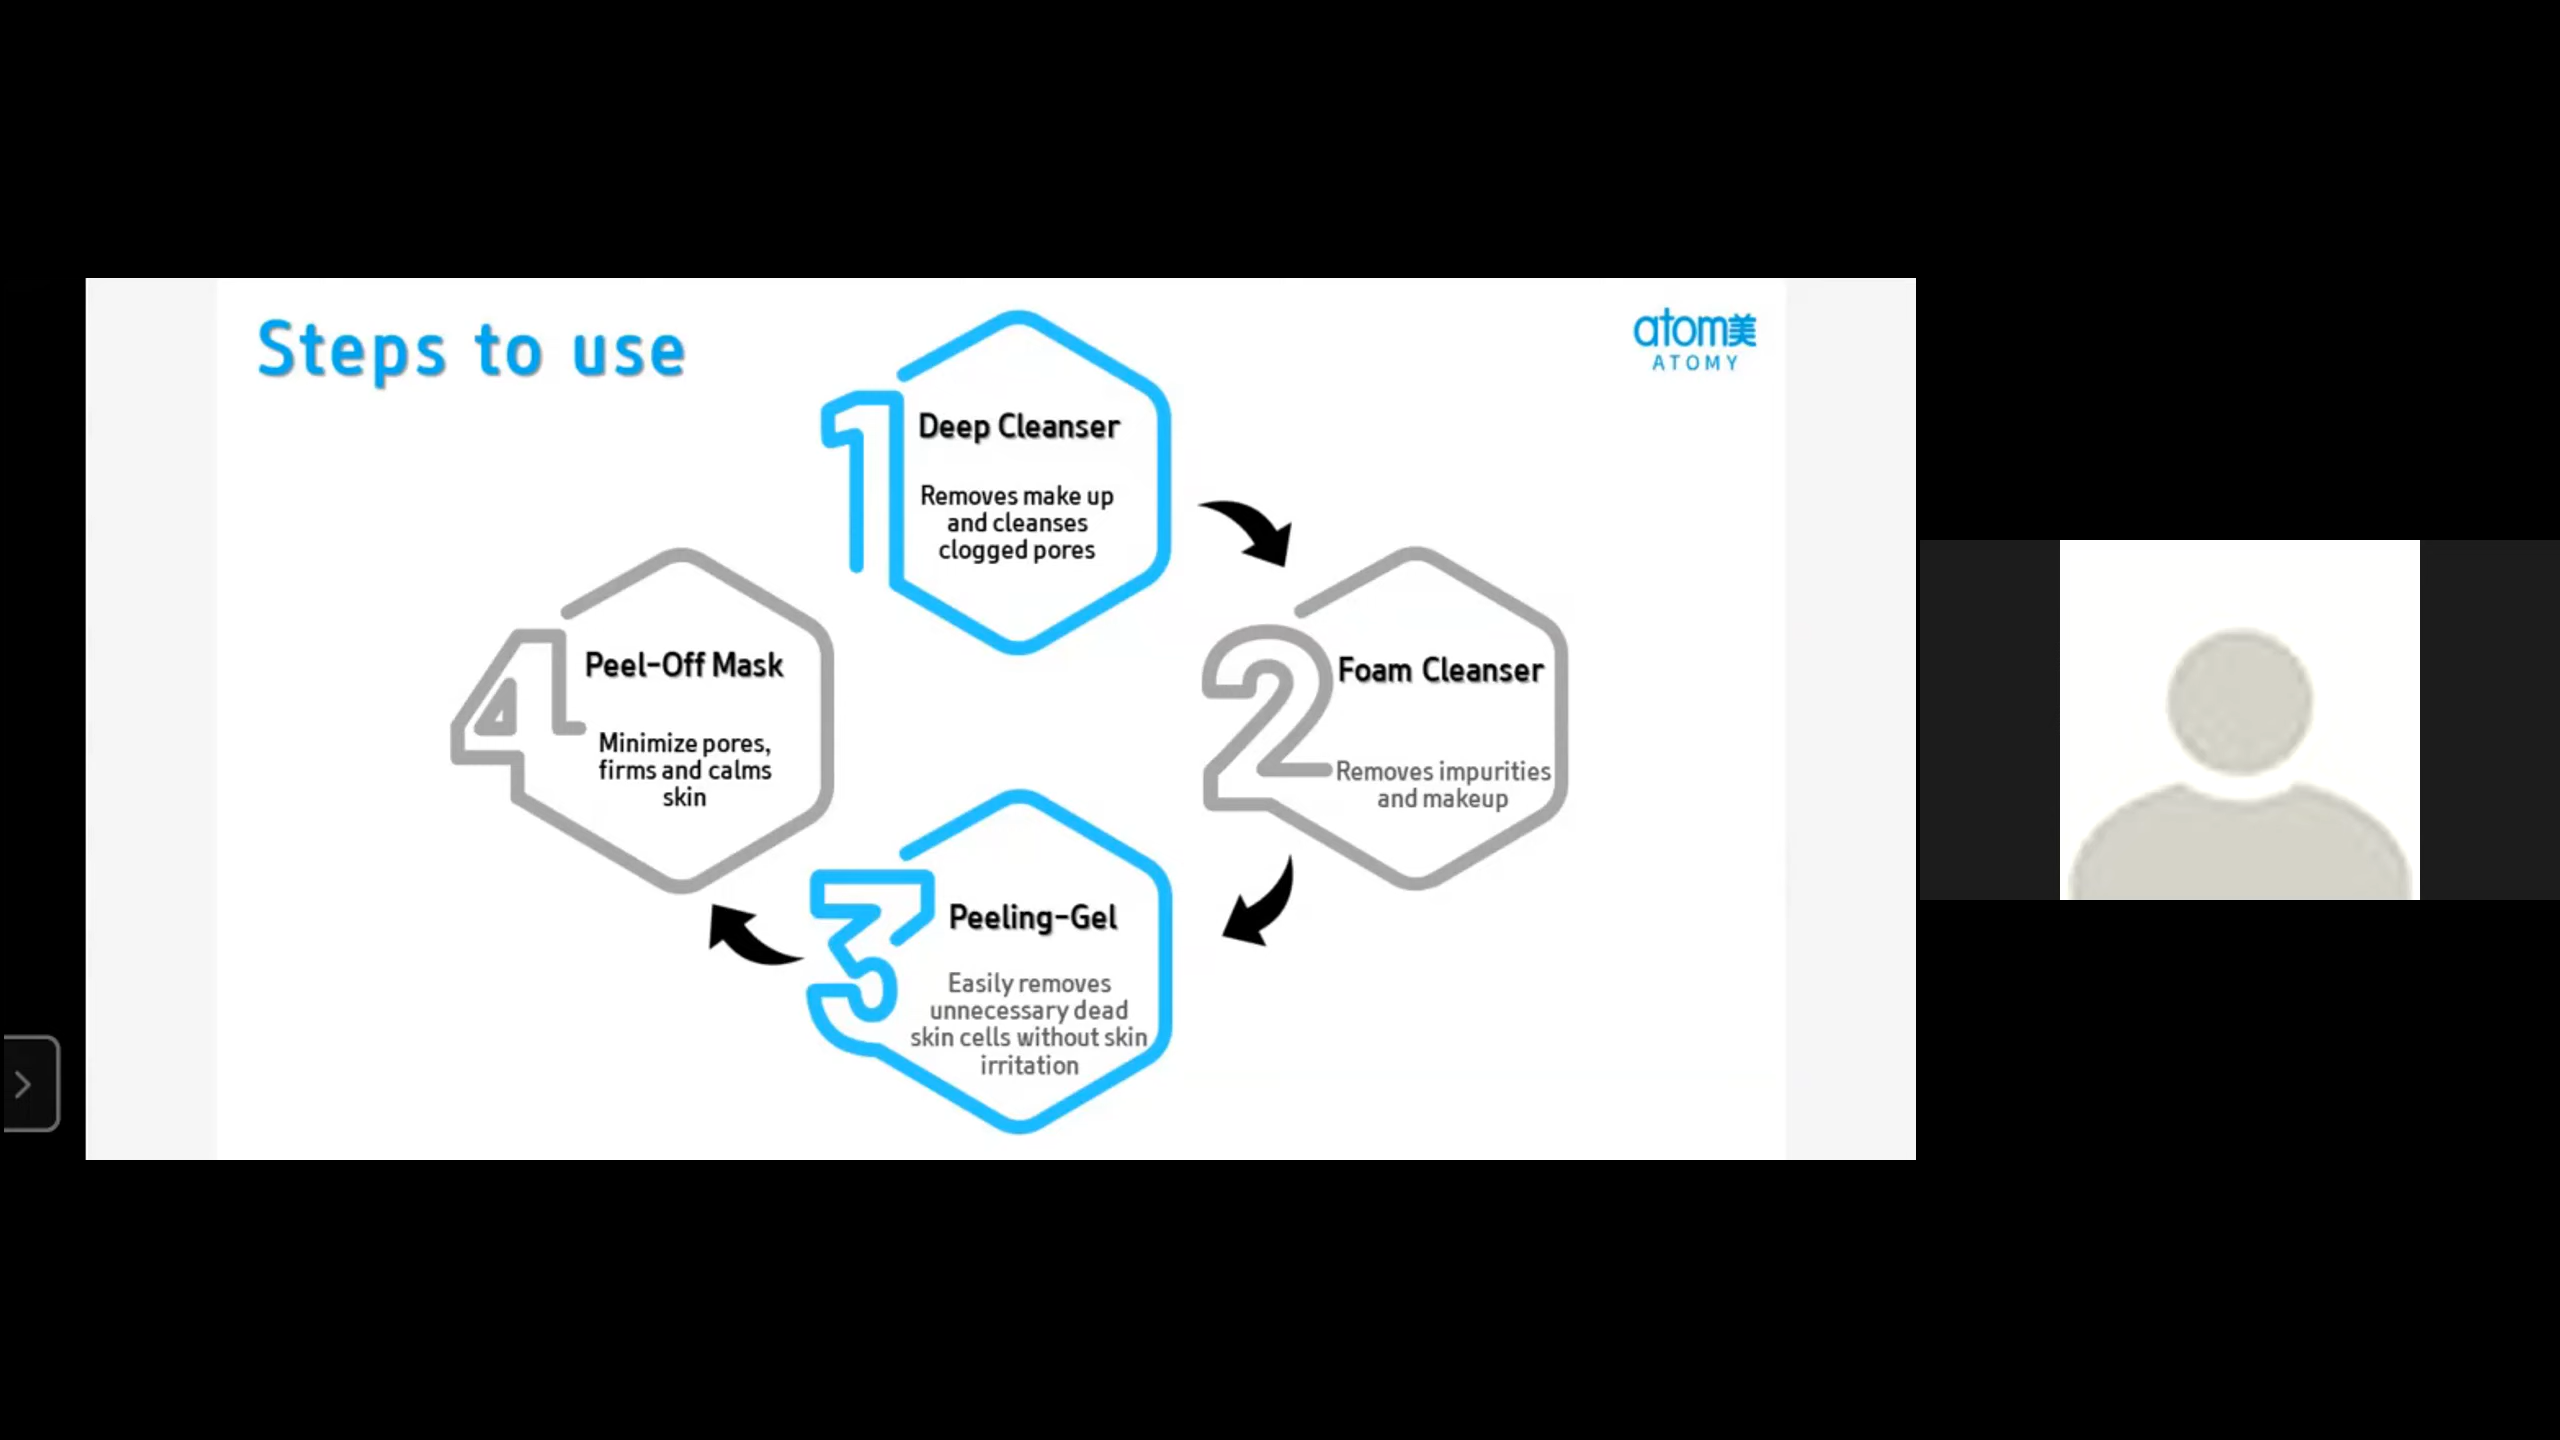 Steps to use
atom美
ATOMY
1
Deep Cleanser
Removes make up
and cleanses
clogged pores
2
Foam Cleanser
Removes impurities
and makeup
3
Peeling-Gel
Easily removes
unnecessary dead
skin cells without skin
irritation
4
Peel-Off Mask
Minimize pores,
firms and calms
skin